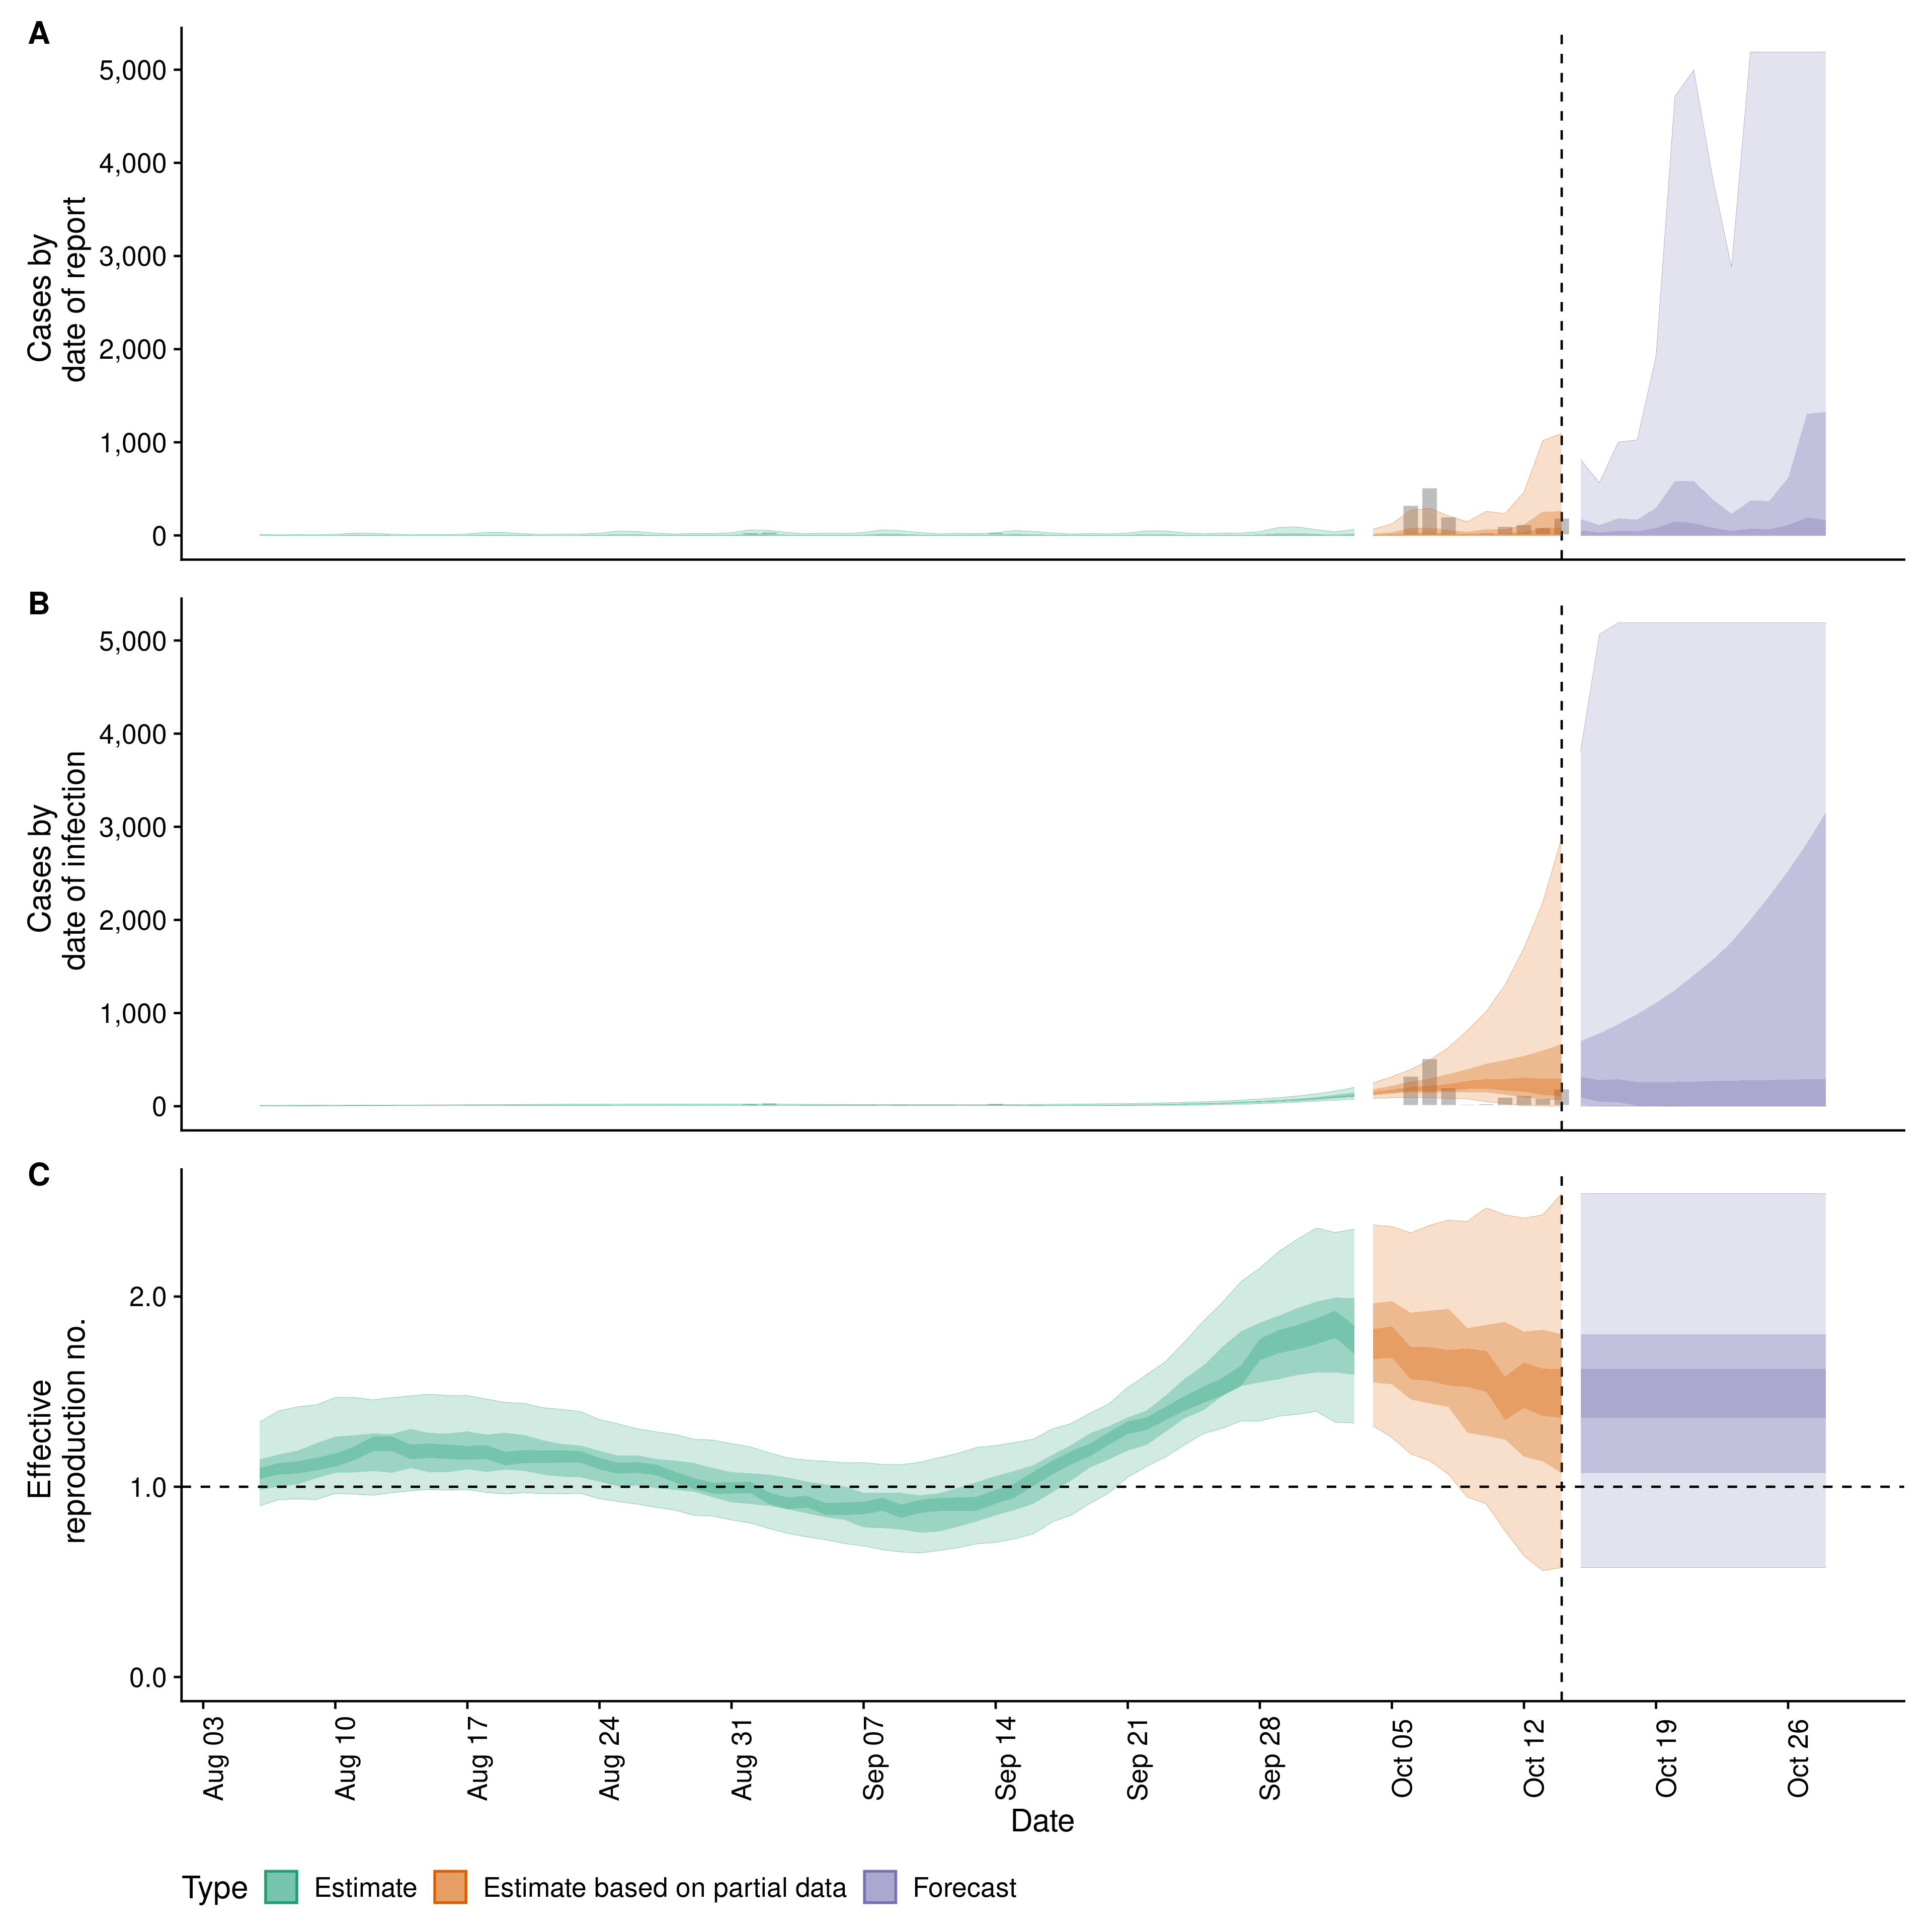 A
Cases by
date of report
5,000
4,000
3,000
2,000
1,000
0
B
Cases by
date of infection
5,000
4,000
3,000
2,000
1,000
0
C
Effective
reproduction no.
2.0
1.0
0.0
Aug 03
Aug 10
Aug 17
Aug 24
Aug 31
Sep 07
Sep 14
Sep 21
Sep 28
Oct 05
Oct 12
Oct 19
Oct 26
Date
Type Estimate Estimate based on partial data Forecast